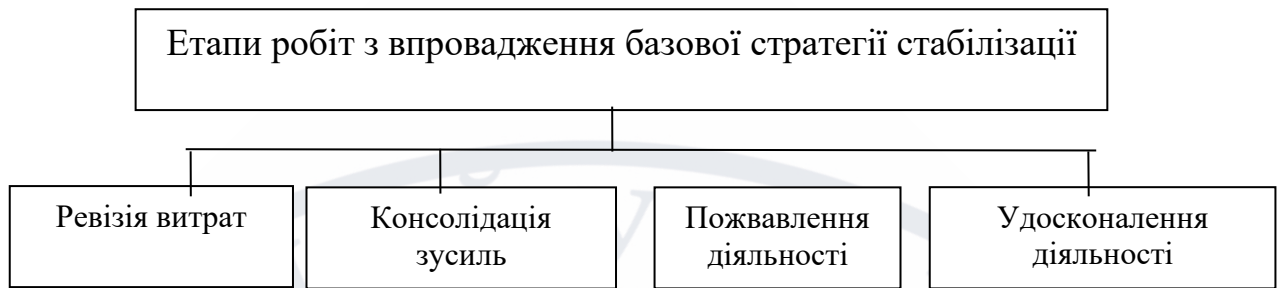 Етапи робіт з впровадження базової стратегії стабілізації
Ревізія витрат
Консолідація
зусиль
Пожвавлення
діяльності
Удосконалення
діяльності